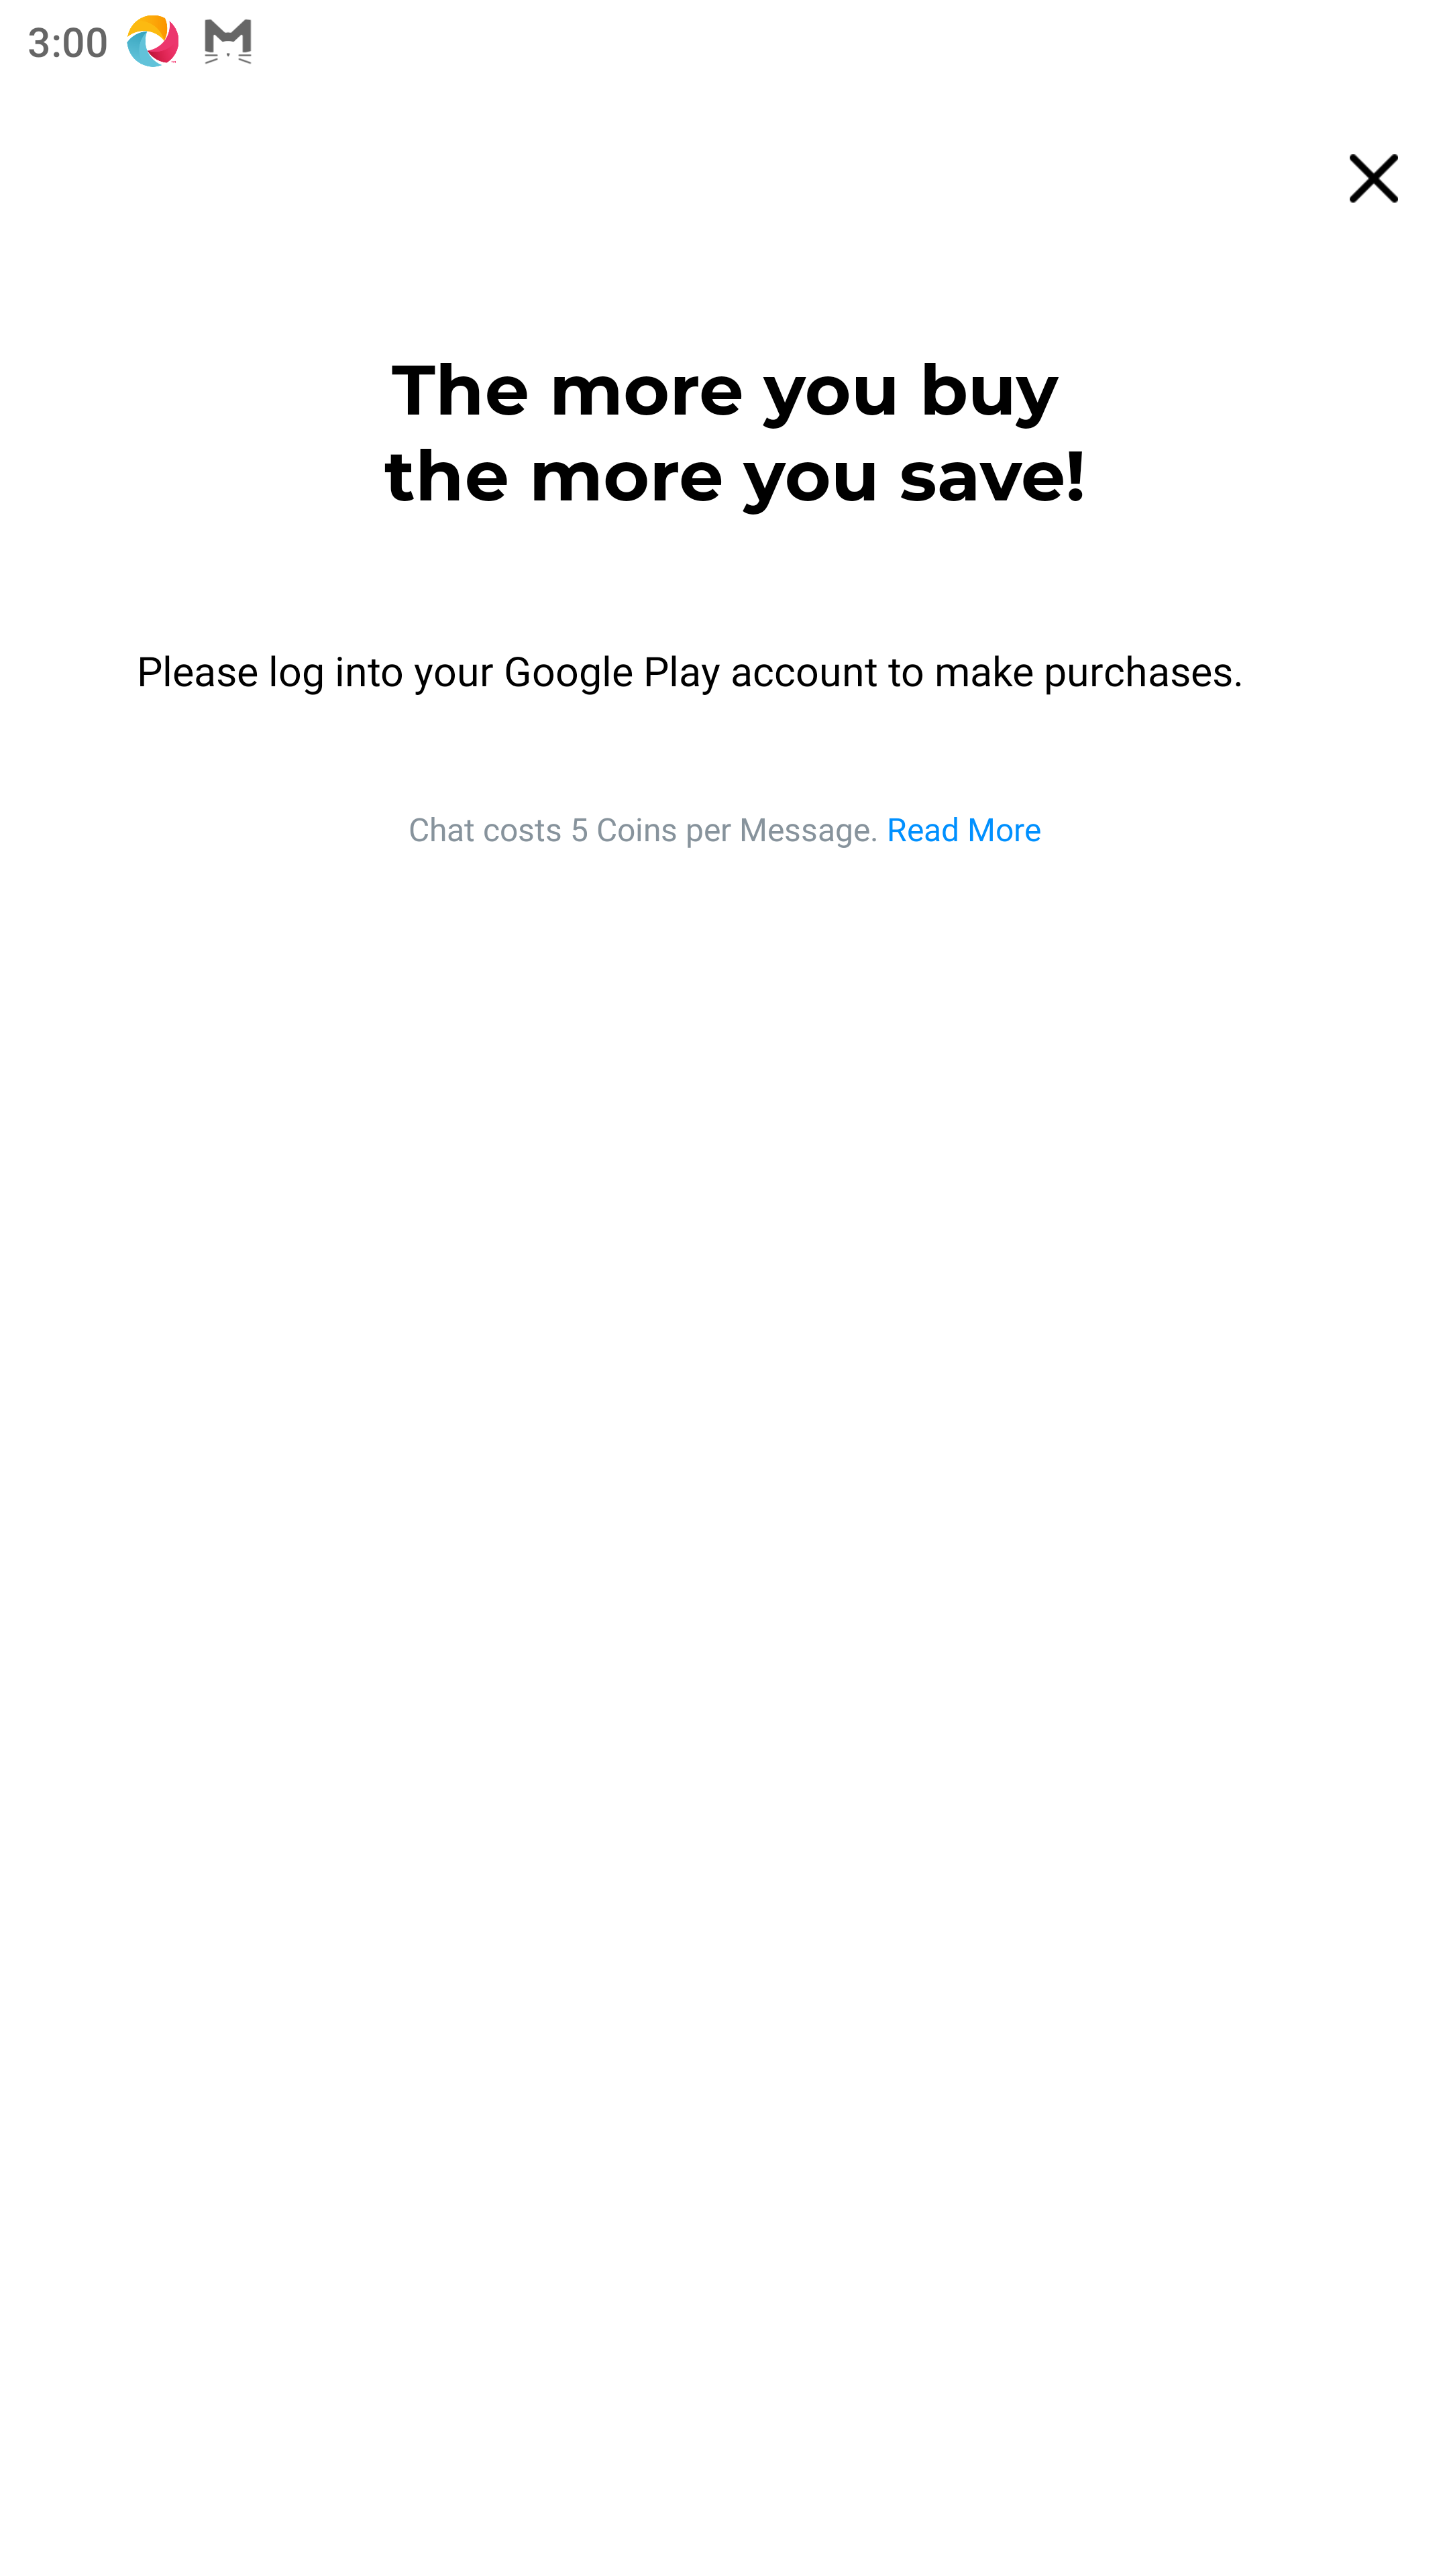 3:00
The more you buy
the more you save!
Please log into your Google Play account to make purchases.
Chat costs 5 Coins per Message. Read More